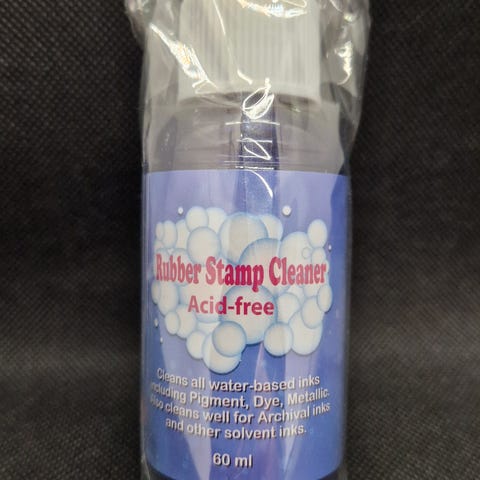 Rubber Stamp Cleaner
Acid-free
Cleans all water-based inks
including Pigment, Dye, Metallic.
Also cleans well for Archival inks
and other solvent inks.
60 ml